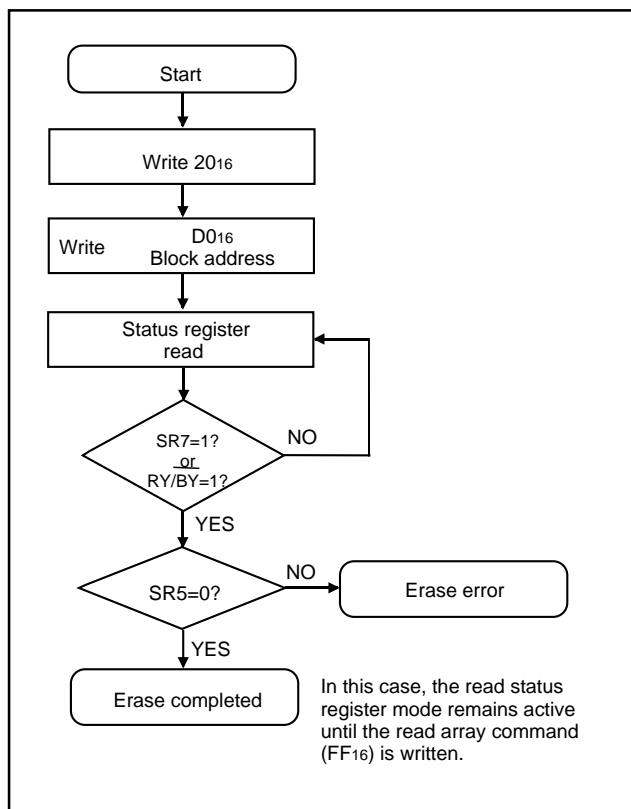 Start
Write 2016
Write
D016
Block address
Status register
read
SR7=1?
or
RY/BY=1?
NO
YES
SR5=0?
NO
Erase error
YES
Erase completed
In this case, the read status
register mode remains active
until the read array command
(FF16) is written.